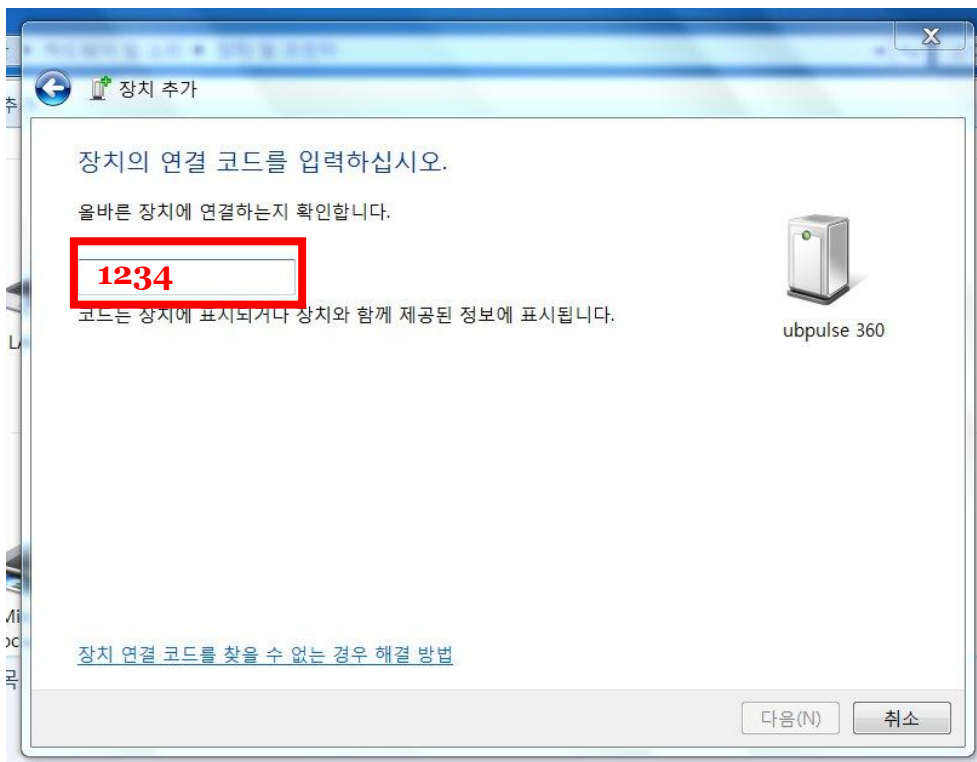 장치 추가
장치의 연결 코드를 입력하십시오.
올바른 장치에 연결하는지 확인합니다.
1234
코드는 장치에 표시되거나 장치와 함께 제공된 정보에 표시됩니다.
ubpulse 360
장치 연결 코드를 찾을 수 없는 경우 해결 방법
다음(N)
취소